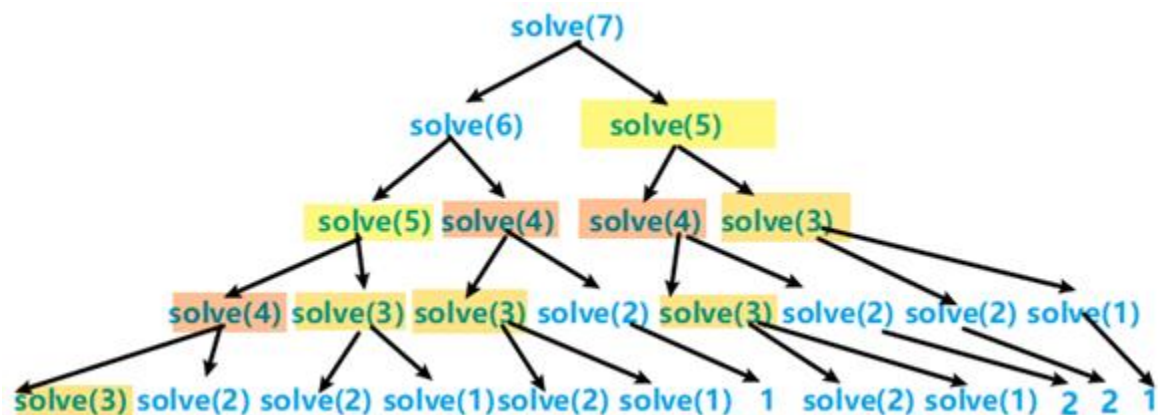 solve(7)
solve(6) solve(5)
solve(5) solve(4) solve(4) solve(3)
solve(4) solve(3) solve(3) solve(2) solve(3) solve(2) solve(2) solve(1)
solve(3) solve(2) solve(2) solve(1) solve(2) solve(1) 1 solve(2) solve(1) 2 2 1